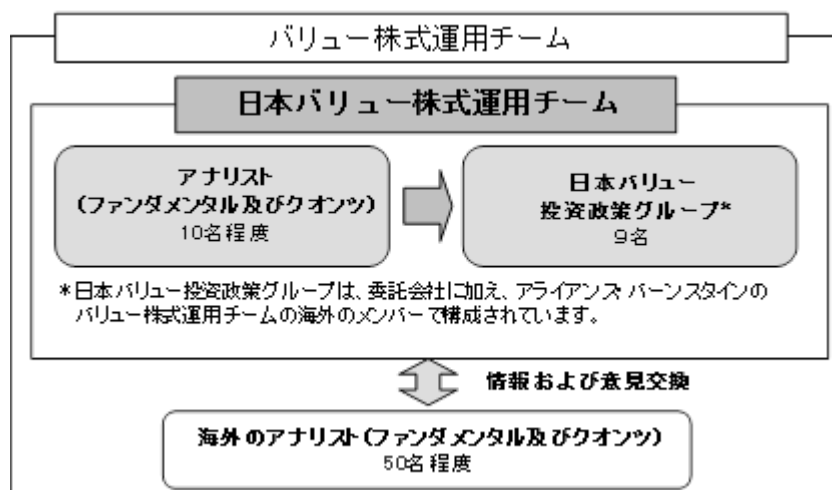 バリュー株式運用チーム
日本バリュー株式運用チーム
アナリスト
(ファンダメンタル及びクオンツ)
10名程度
日本バリュー
投資政策グループ*
9名
*日本バリュー投資政策グループは、委託会社に加え、アライアンス・バーンスタインの
バリュー株式運用チームの海外のメンバーで構成されています。
情報および意見交換
海外のアナリスト(ファンダメンタル及びクオンツ)
50名程度